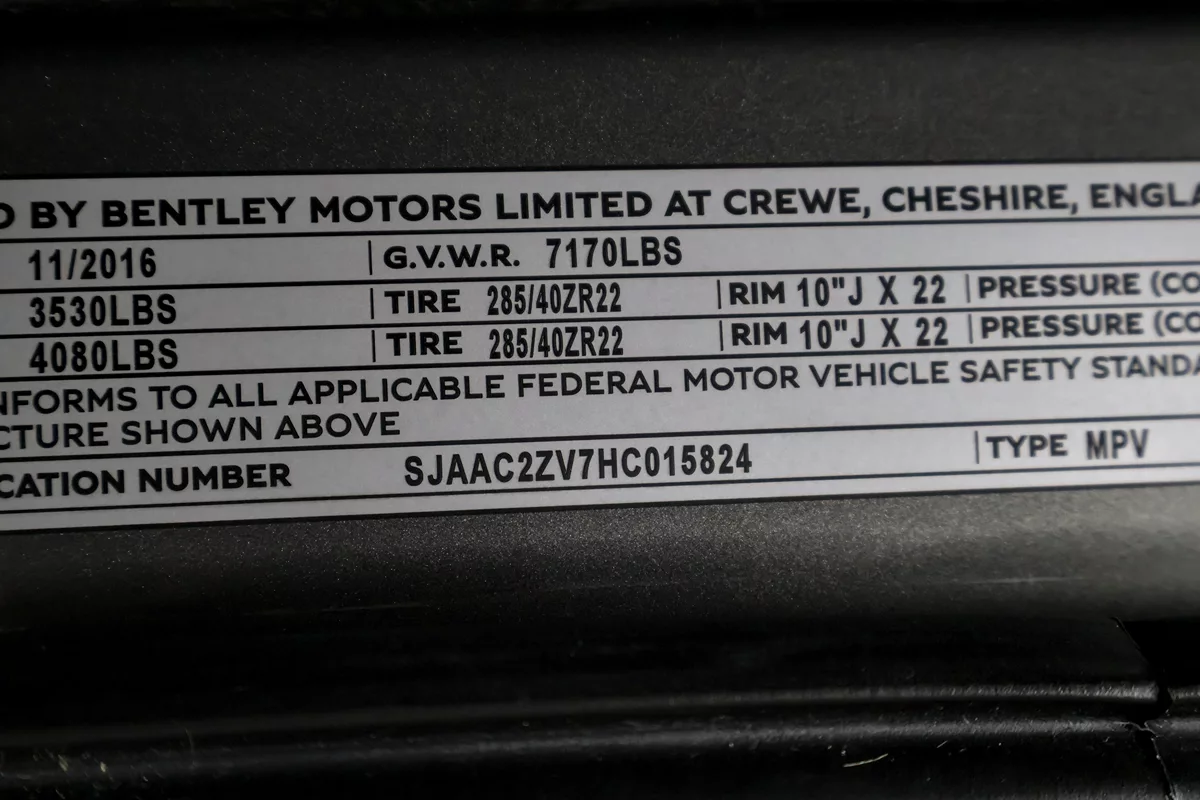 D BY BENTLEY MOTORS LIMITED AT CREWE, CHESHIRE, ENGLA
11/2016 G.V.W.R. 7170LBS
3530LBS TIRE 285/40ZR22 RIM 10"J X 22 PRESSURE (CO
4080LBS TIRE 285/40ZR22 RIM 10"J X 22 PRESSURE (CO
NFORMS TO ALL APPLICABLE FEDERAL MOTOR VEHICLE SAFETY STANDA
CTURE SHOWN ABOVE
CATION NUMBER SJAAC2ZV7HC015824 TYPE MPV